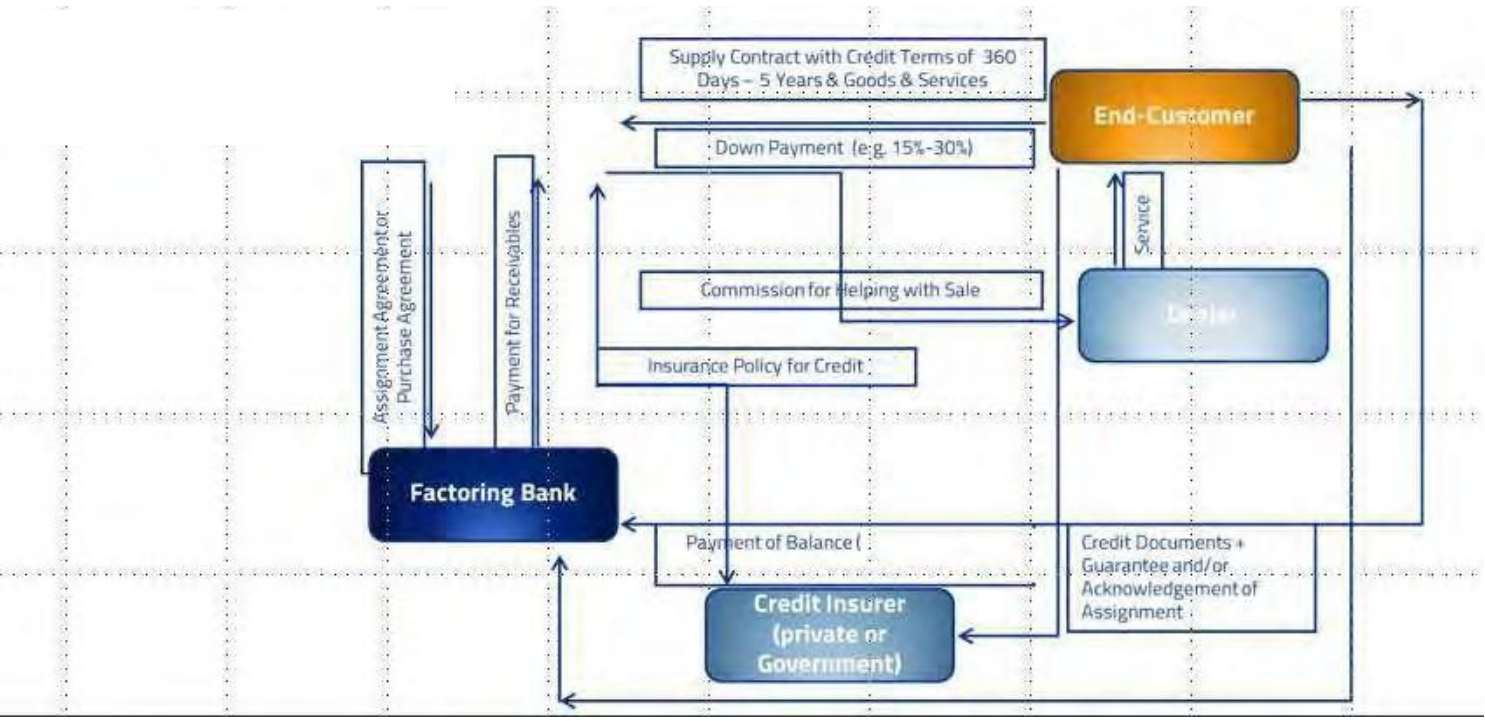 Supply Contract with Credit Terms of 360
Days – 5 Years & Goods & Services
End-Customer
Down Payment (e.g. 15%-30%)
Assignment Agreement or
Purchase Agreement
Payment for Receivables
Service
Commission for Helping with Sale
Insurance Policy for Credit
Factoring Bank
Payment of Balance (
Credit Documents +
Guarantee and/or
Acknowledgement of
Assignment
Credit Insurer
(private or
Government)